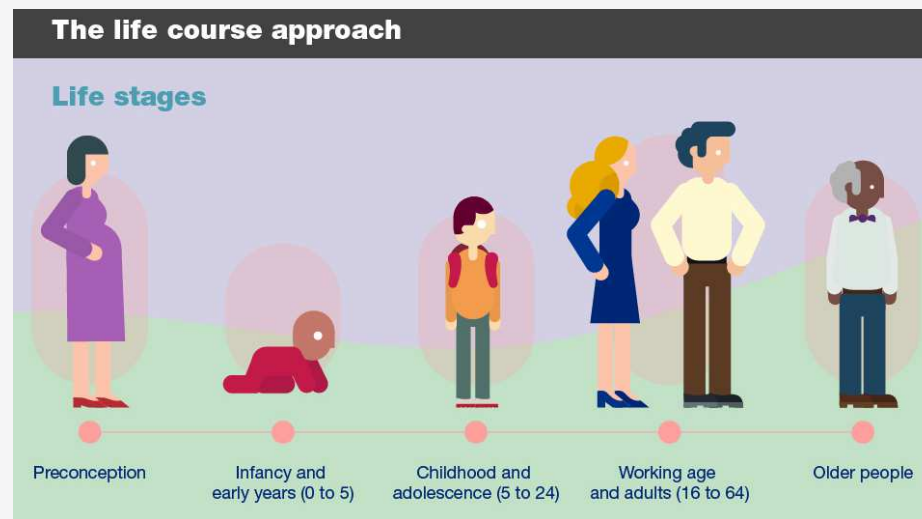 The life course approach
Life stages
Preconception
Infancy and
early years (0 to 5)
Childhood and
adolescence (5 to 24)
Working age
and adults (16 to 64)
Older people